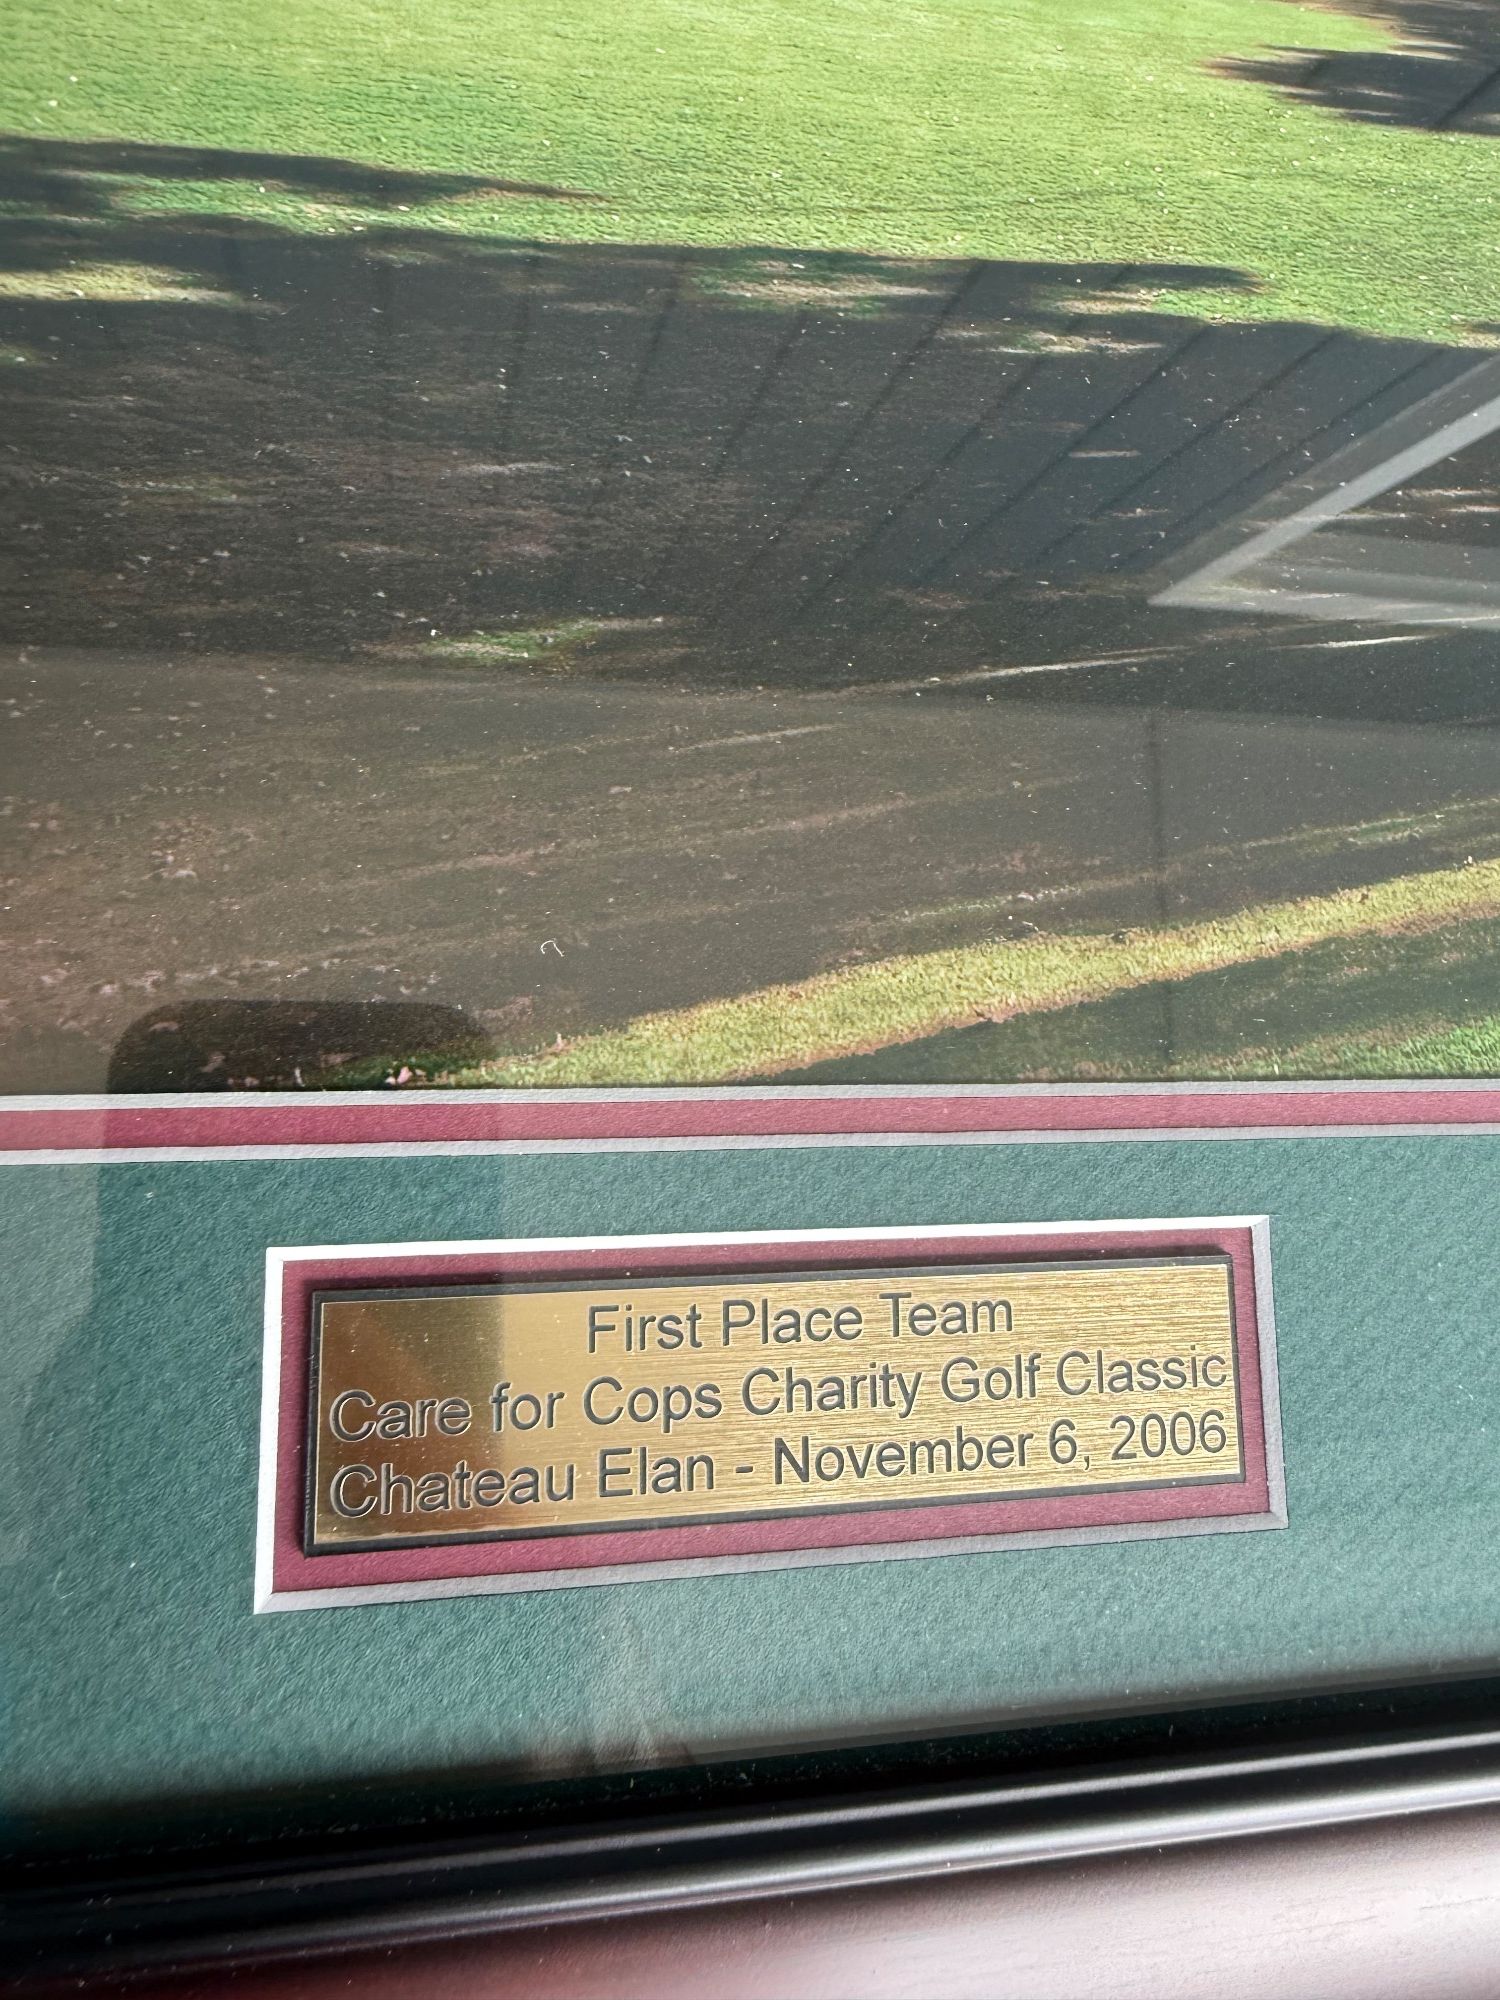 First Place Team
Care for Cops Charity Golf Classic
Chateau Elan - November 6, 2006